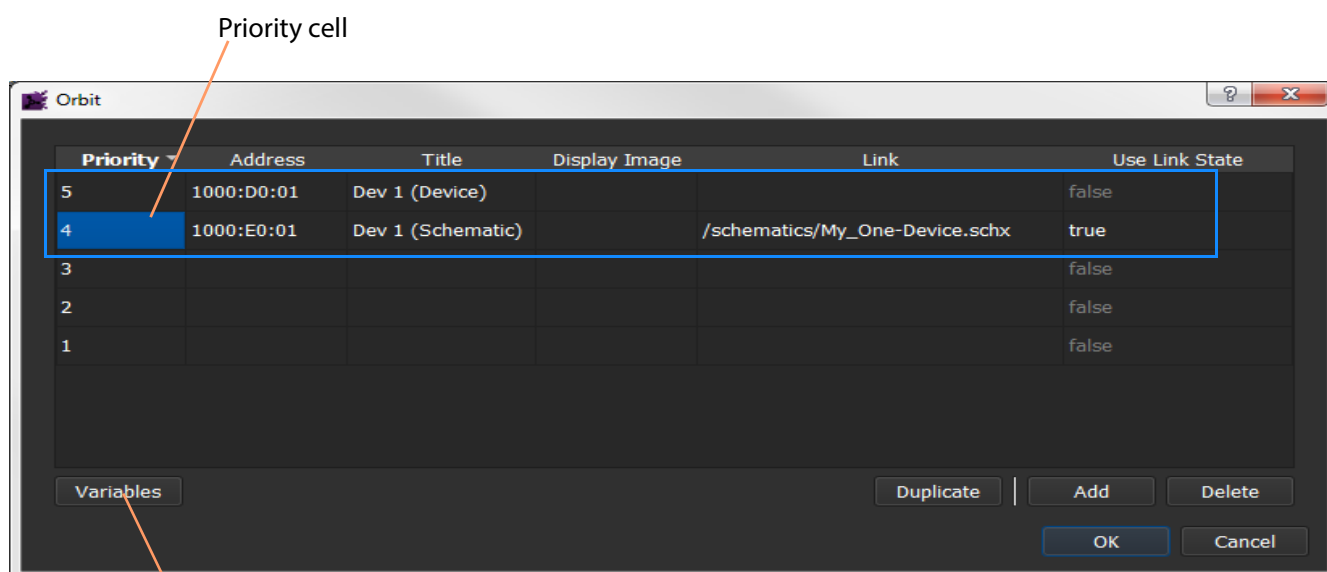 Priority cell
Orbit
Priority Address Title Display Image Link Use Link State
5 1000:D0:01 Dev 1 (Device) false
4 1000:E0:01 Dev 1 (Schematic) /schematics/My_One-Device.schx true
3 false
2 false
1 false
Variables Duplicate Add Delete
OK Cancel